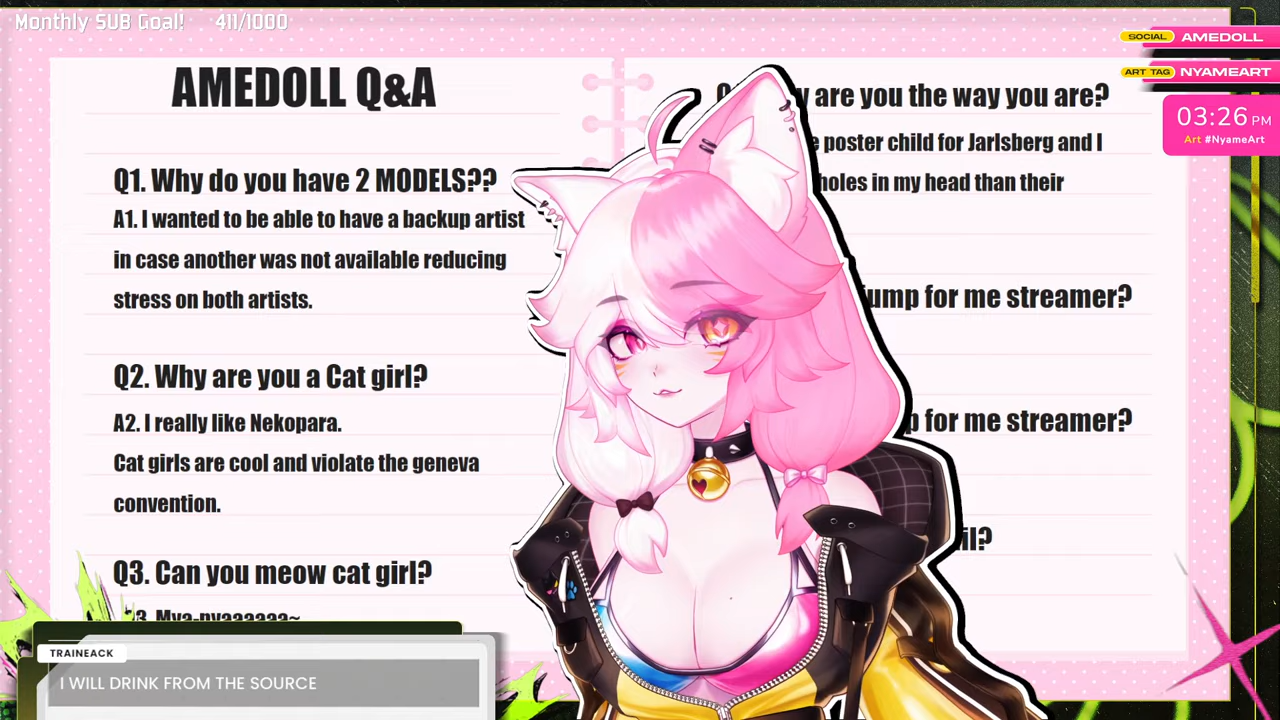 Monthly SUB Goal! 411/1000
SOCIAL AMEDOLL
ART TAG NYAMEART
03:26 PM
Art #NyameArt
AMEDOLL Q&A
Q1. Why do you have 2 MODELS??
A1. I wanted to be able to have a backup artist
in case another was not available reducing
stress on both artists.
Q2. Why are you a Cat girl?
A2. I really like Nekopara.
Cat girls are cool and violate the geneva
convention.
Q3. Can you meow cat girl?
Mya-nyaaaaaa~
are you the way you are?
poster child for Jarlsberg and I
holes in my head than their
jump for me streamer?
for me streamer?
TRAINEACK
I WILL DRINK FROM THE SOURCE